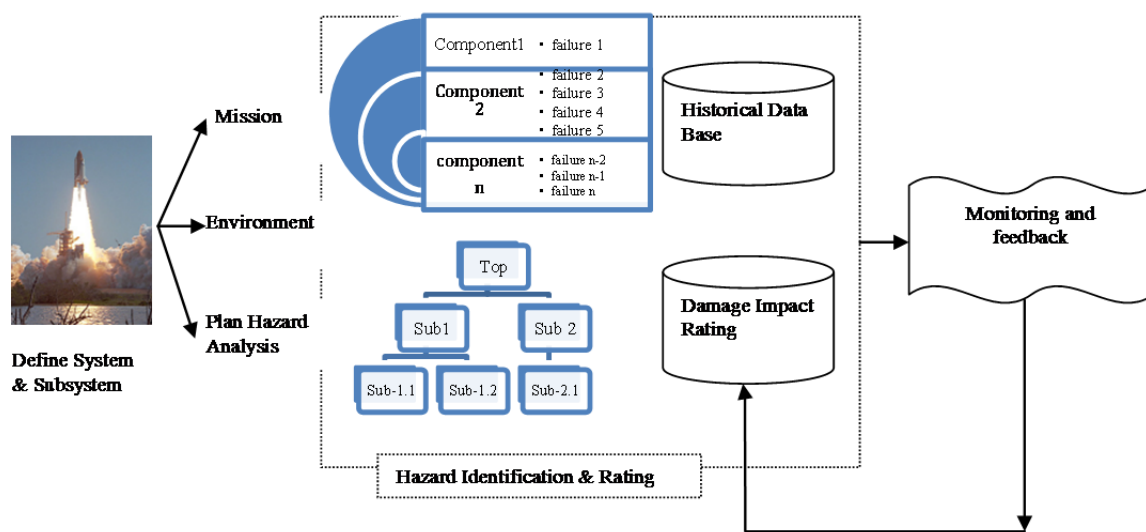 Define System
& Subsystem
Mission
Environment
Plan Hazard
Analysis
Component1
• failure 1
Component
2
• failure 2
• failure 3
• failure 4
• failure 5
component
n
• failure n-2
• failure n-1
• failure n
Top
Sub1
Sub 2
Sub-1.1
Sub-1.2
Sub-2.1
Historical Data
Base
Damage Impact
Rating
Hazard Identification & Rating
Monitoring and
feedback